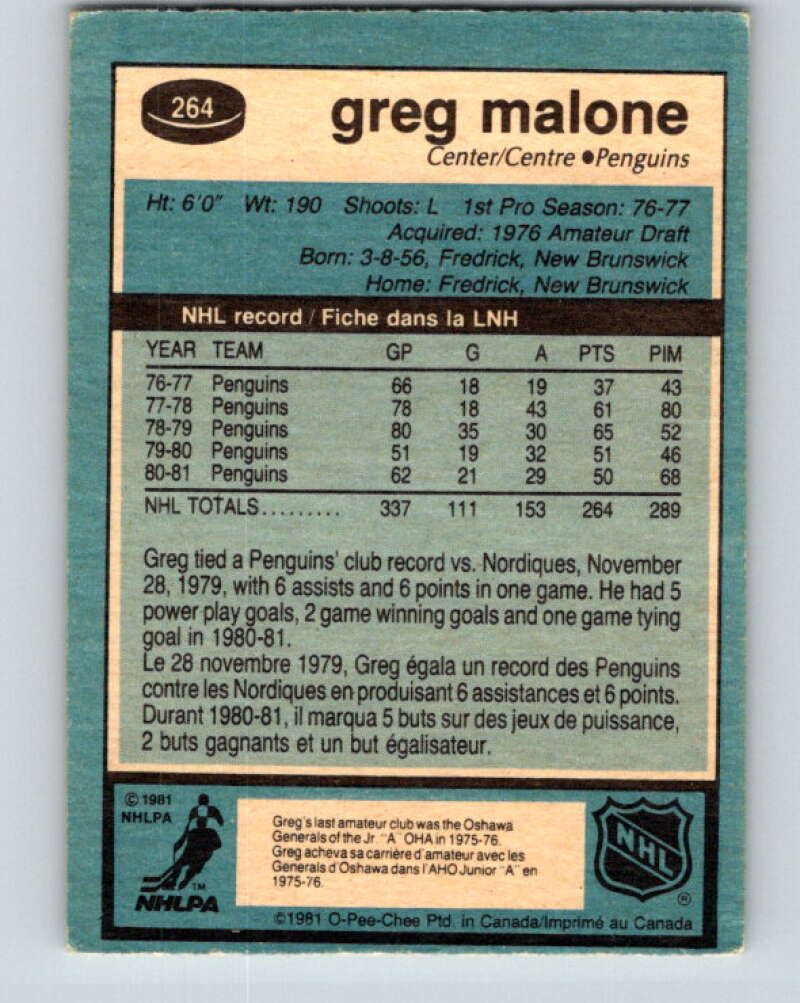 264
greg malone
Center/Centre ●Penguins
Ht: 6'0" Wt: 190 Shoots: L 1st Pro Season: 76-77
Acquired: 1976 Amateur Draft
Born: 3-8-56, Fredrick, New Brunswick
Home: Fredrick, New Brunswick
NHL record / Fiche dans la LNH
YEAR TEAM GP G A PTS PIM
76-77 Penguins 66 18 19 37 43
77-78 Penguins 78 18 43 61 80
78-79 Penguins 80 35 30 65 52
79-80 Penguins 51 19 32 51 46
80-81 Penguins 62 21 29 50 68
NHL TOTALS......... 337 111 153 264 289
Greg tied a Penguins' club record vs. Nordiques, November
28, 1979, with 6 assists and 6 points in one game. He had 5
power play goals, 2 game winning goals and one game tying
goal in 1980-81.
Le 28 novembre 1979, Greg égala un record des Penguins
contre les Nordiques en produisant 6 assistances et 6 points.
Durant 1980-81, il marqua 5 buts sur des jeux de puissance,
2 buts gagnants et un but égalisateur.
© 1981
NHLPA
TM
NHLPA
Greg's last amateur club was the Oshawa
Generals of the Jr. "A" OHA in 1975-76.
Greg acheva sa carrière d'amateur avec les
Generals d'Oshawa dans l'AHO Junior "A" en
1975-76.
NHL
®
©1981 O-Pee-Chee Ptd. in Canada/Imprimé au Canada